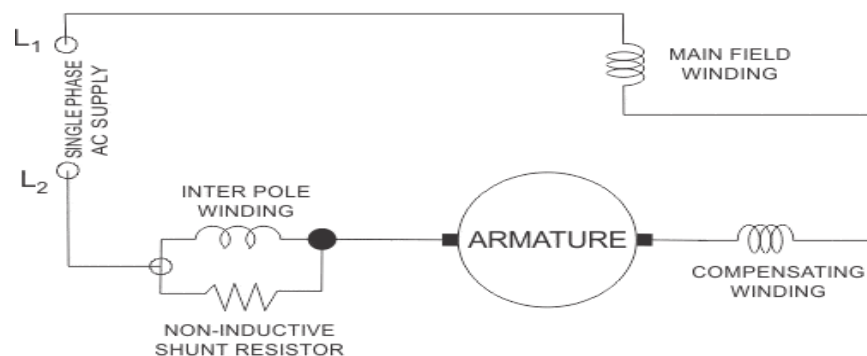 L1
MAIN FIELD
WINDING
SINGLE PHASE
AC SUPPLY
L2
INTER POLE
WINDING
ARMATURE
COMPENSATING
WINDING
NON-INDUCTIVE
SHUNT RESISTOR